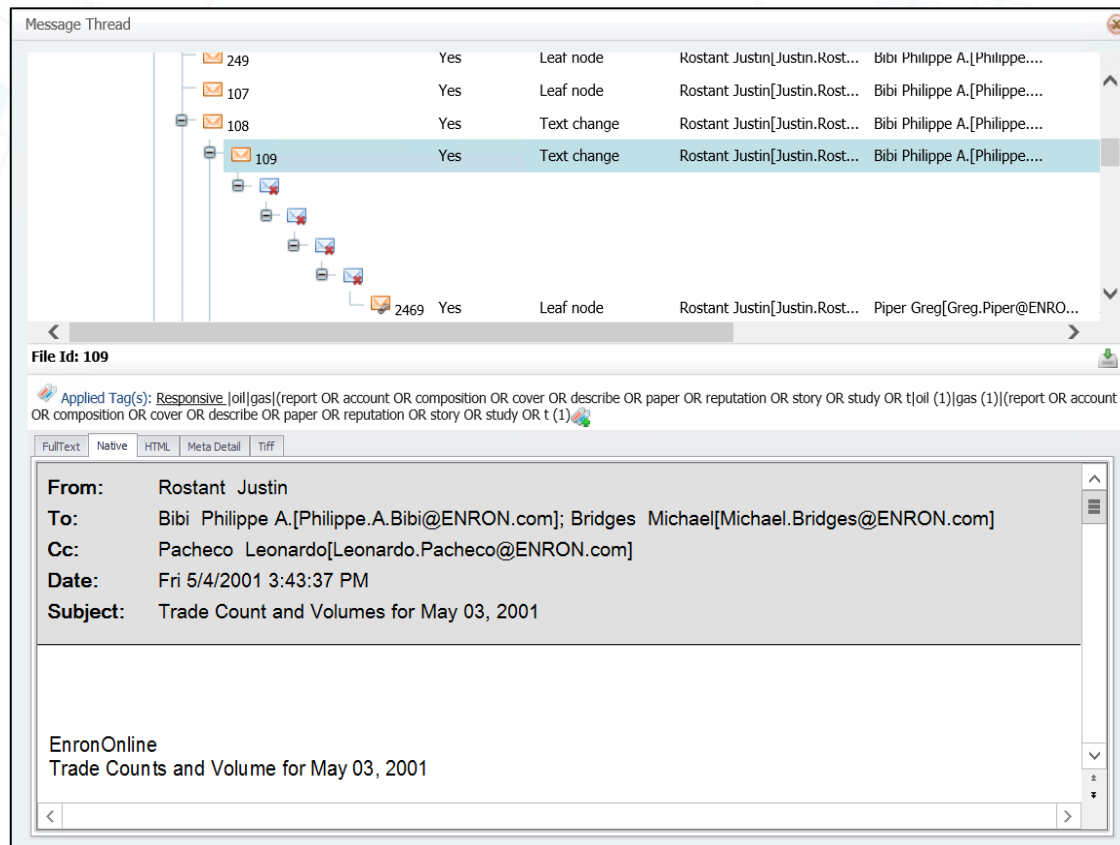 Message Thread
249 Yes Leaf node Rostant Justin[Justin.Rost... Bibi Philippe A.[Philippe....
107 Yes Leaf node Rostant Justin[Justin.Rost... Bibi Philippe A.[Philippe....
108 Yes Text change Rostant Justin[Justin.Rost... Bibi Philippe A.[Philippe....
109 Yes Text change Rostant Justin[Justin.Rost... Bibi Philippe A.[Philippe....
2469 Yes Leaf node Rostant Justin[Justin.Rost... Piper Greg[Greg.Piper@ENRO...
File Id: 109
Applied Tag(s): Responsive |oil|gas|(report OR account OR composition OR cover OR describe OR paper OR reputation OR story OR study OR t|oil (1)|gas (1)|(report OR account
OR composition OR cover OR describe OR paper OR reputation OR story OR study OR t (1)
FullText Native HTML Meta Detail Tiff
From: Rostant Justin
To: Bibi Philippe A.[Philippe.A.Bibi@ENRON.com]; Bridges Michael[Michael.Bridges@ENRON.com]
Cc: Pacheco Leonardo[Leonardo.Pacheco@ENRON.com]
Date: Fri 5/4/2001 3:43:37 PM
Subject: Trade Count and Volumes for May 03, 2001
EnronOnline
Trade Counts and Volume for May 03, 2001